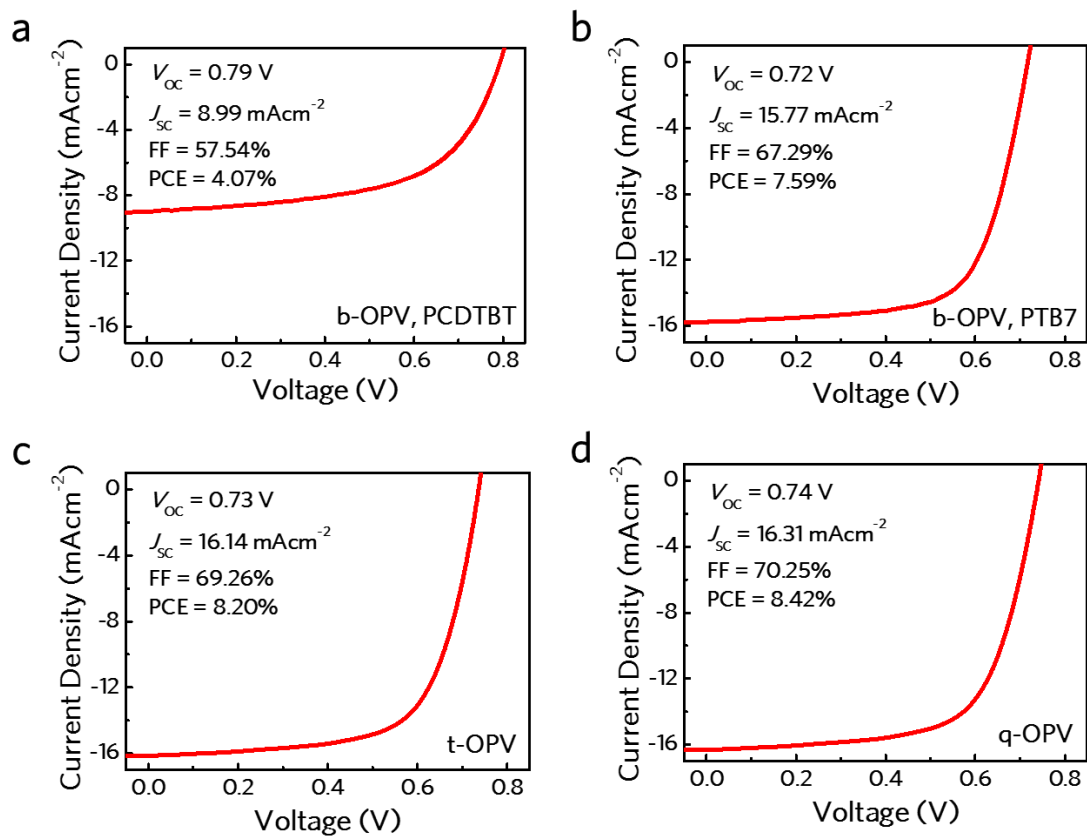 a
Current Density (mAcm⁻²)
0
-4
-8
-12
-16
V_OC = 0.79 V
J_SC = 8.99 mAcm⁻²
FF = 57.54%
PCE = 4.07%
b-OPV, PCDTBT
0.0 0.2 0.4 0.6 0.8
Voltage (V)
b
Current Density (mAcm⁻²)
0
-4
-8
-12
-16
V_OC = 0.72 V
J_SC = 15.77 mAcm⁻²
FF = 67.29%
PCE = 7.59%
b-OPV, PTB7
0.0 0.2 0.4 0.6 0.8
Voltage (V)
c
Current Density (mAcm⁻²)
0
-4
-8
-12
-16
V_OC = 0.73 V
J_SC = 16.14 mAcm⁻²
FF = 69.26%
PCE = 8.20%
t-OPV
0.0 0.2 0.4 0.6 0.8
Voltage (V)
d
Current Density (mAcm⁻²)
0
-4
-8
-12
-16
V_OC = 0.74 V
J_SC = 16.31 mAcm⁻²
FF = 70.25%
PCE = 8.42%
q-OPV
0.0 0.2 0.4 0.6 0.8
Voltage (V)